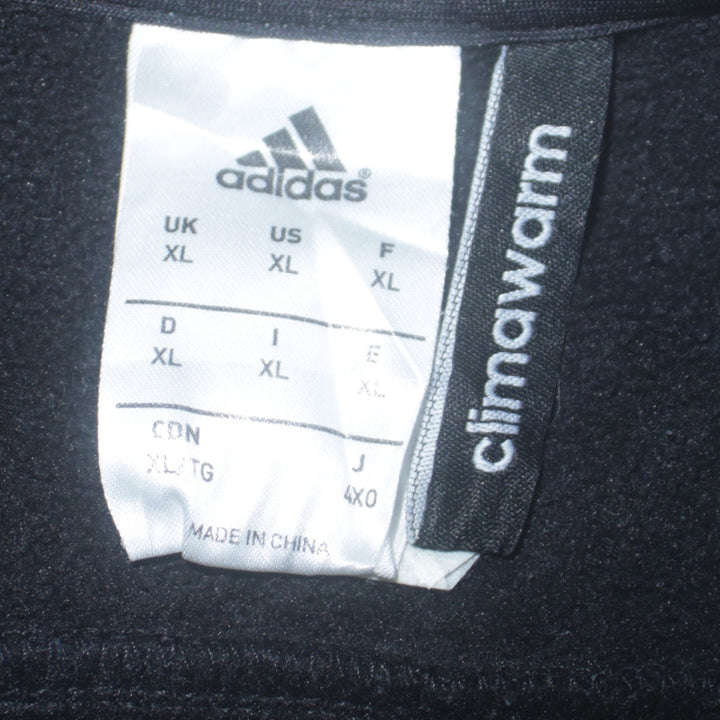 adidas®
UK US F
XL XL XL
D I E
XL XL XL
CDN J
XL/TG 4XO
MADE IN CHINA
climawarm